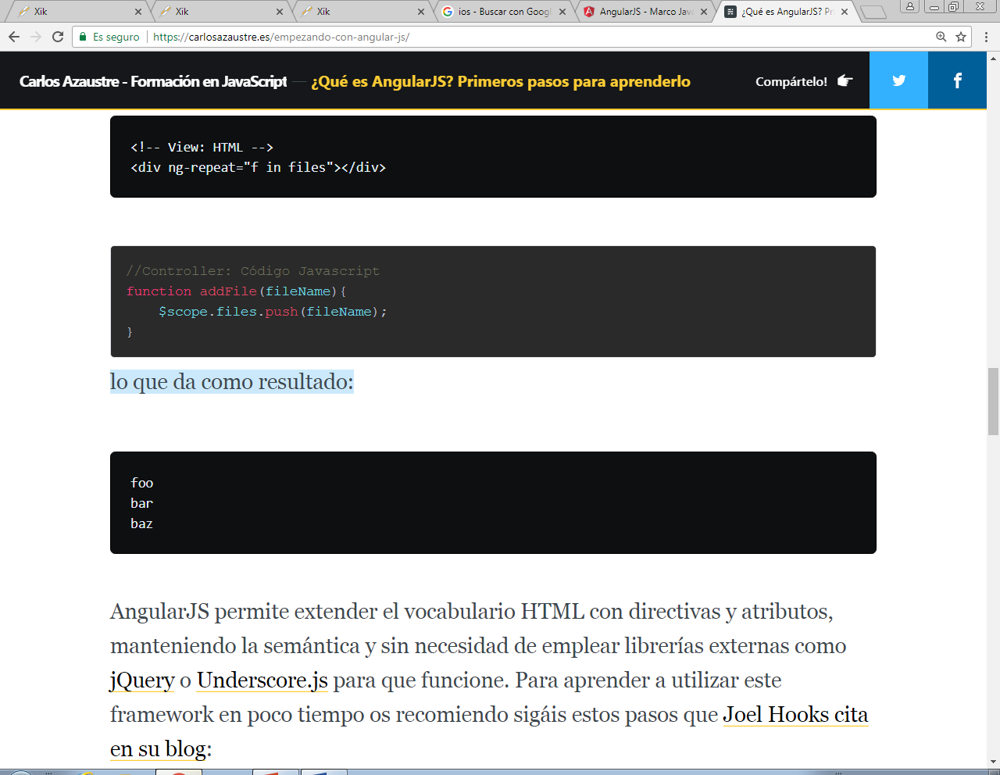 Xik
Xik
Xik
ios - Buscar con Googl
AngularJS - Marco Jav
¿Qué es AngularJS? Pr
Es seguro
https://carlosazaustre.es/empezando-con-angular-js/
Carlos Azaustre - Formación en JavaScript — ¿Qué es AngularJS? Primeros pasos para aprenderlo
Compártelo!
<!-- View: HTML -->
<div ng-repeat="f in files"></div>
//Controller: Código Javascript
function addFile(fileName){
$scope.files.push(fileName);
}
lo que da como resultado:
foo
bar
baz
AngularJS permite extender el vocabulario HTML con directivas y atributos,
manteniendo la semántica y sin necesidad de emplear librerías externas como
jQuery o Underscore.js para que funcione. Para aprender a utilizar este
framework en poco tiempo os recomiendo sigáis estos pasos que Joel Hooks cita
en su blog: